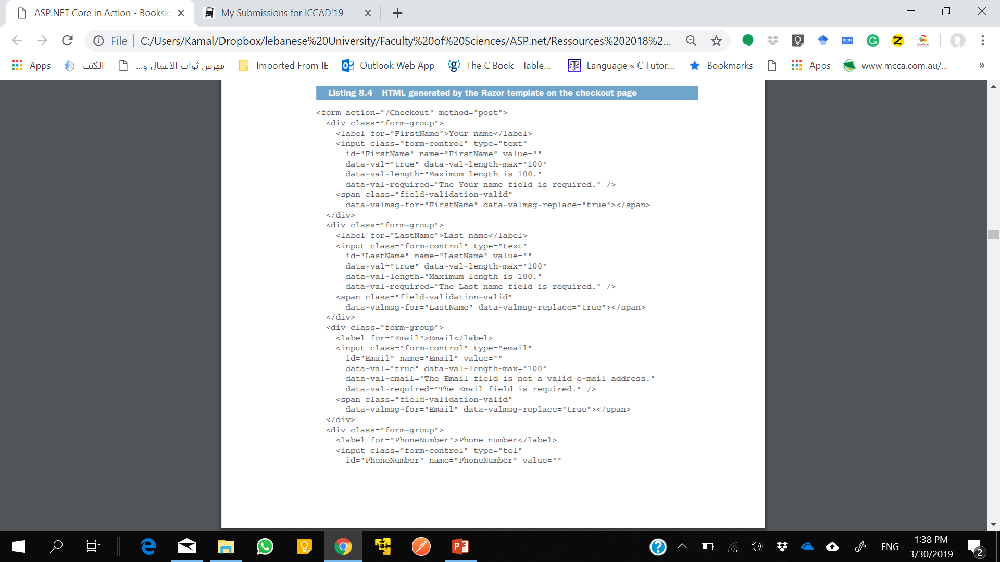 ASP.NET Core in Action - Booksk
My Submissions for ICCAD'19
File
C:/Users/Kamal/Dropbox/lebanese%20University/Faculty%20of%20Sciences/ASP.net/Ressources%202018%2...
Apps
الكتب
فهرس ثواب الاعمال و...
Imported From IE
Outlook Web App
The C Book - Table...
Language « C Tutor...
Bookmarks
Apps
www.mcca.com.au/...
»
Listing 8.4 HTML generated by the Razor template on the checkout page
<form action="/Checkout" method="post">
<div class="form-group">
<label for="FirstName">Your name</label>
<input class="form-control" type="text"
id="FirstName" name="FirstName" value=""
data-val="true" data-val-length-max="100"
data-val-length="Maximum length is 100."
data-val-required="The Your name field is required." />
<span class="field-validation-valid"
data-valmsg-for="FirstName" data-valmsg-replace="true"></span>
</div>
<div class="form-group">
<label for="LastName">Last name</label>
<input class="form-control" type="text"
id="LastName" name="LastName" value=""
data-val="true" data-val-length-max="100"
data-val-length="Maximum length is 100."
data-val-required="The Last name field is required." />
<span class="field-validation-valid"
data-valmsg-for="LastName" data-valmsg-replace="true"></span>
</div>
<div class="form-group">
<label for="Email">Email</label>
<input class="form-control" type="email"
id="Email" name="Email" value=""
data-val="true" data-val-length-max="100"
data-val-email="The Email field is not a valid e-mail address."
data-val-required="The Email field is required." />
<span class="field-validation-valid"
data-valmsg-for="Email" data-valmsg-replace="true"></span>
</div>
<div class="form-group">
<label for="PhoneNumber">Phone number</label>
<input class="form-control" type="tel"
id="PhoneNumber" name="PhoneNumber" value=""
ENG
1:38 PM
3/30/2019
2